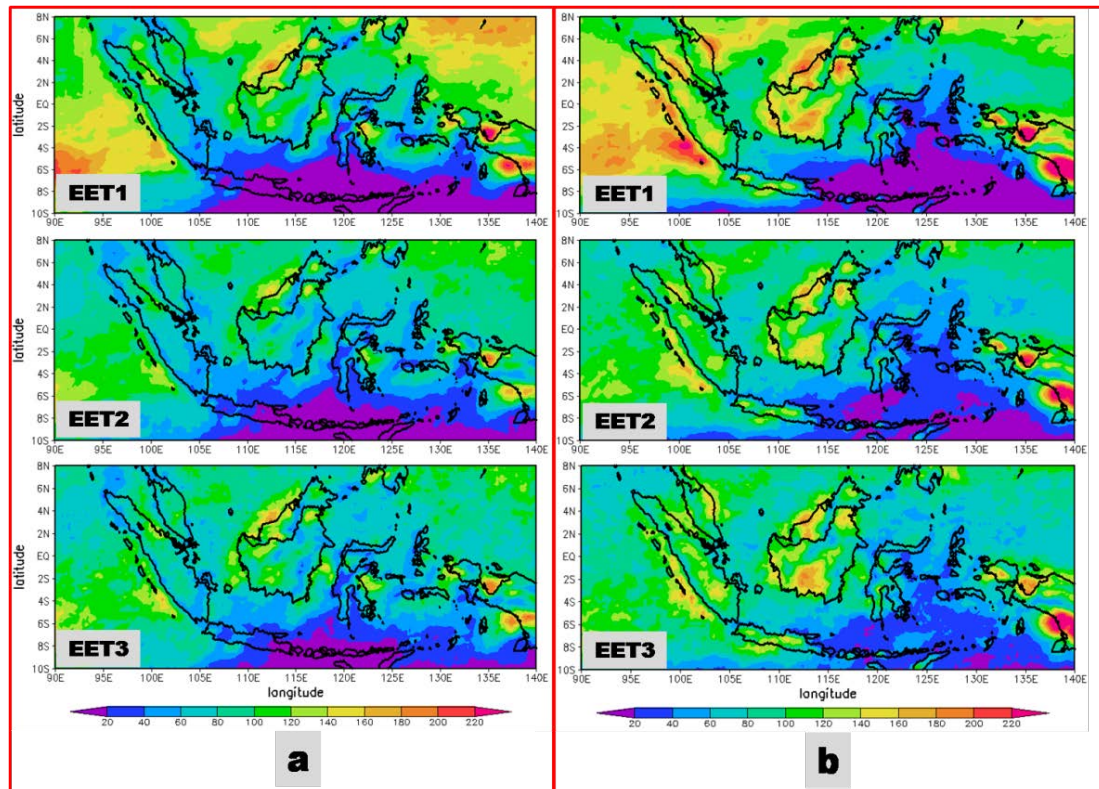 latitude
8N
6N
4N
2N
EQ
2S
4S
6S
8S
10S
EET1
90E 95E 100E 105E 110E 115E 120E 125E 130E 135E 140E
latitude
8N
6N
4N
2N
EQ
2S
4S
6S
8S
10S
EET2
90E 95E 100E 105E 110E 115E 120E 125E 130E 135E 140E
latitude
8N
6N
4N
2N
EQ
2S
4S
6S
8S
10S
EET3
90E 95E 100E 105E 110E 115E 120E 125E 130E 135E 140E
longitude
20 40 60 80 100 120 140 160 180 200 220
a
8N
6N
4N
2N
EQ
2S
4S
6S
8S
10S
EET1
90E 95E 100E 105E 110E 115E 120E 125E 130E 135E 140E
8N
6N
4N
2N
EQ
2S
4S
6S
8S
10S
EET2
90E 95E 100E 105E 110E 115E 120E 125E 130E 135E 140E
8N
6N
4N
2N
EQ
2S
4S
6S
8S
10S
EET3
90E 95E 100E 105E 110E 115E 120E 125E 130E 135E 140E
longitude
20 40 60 80 100 120 140 160 180 200 220
b